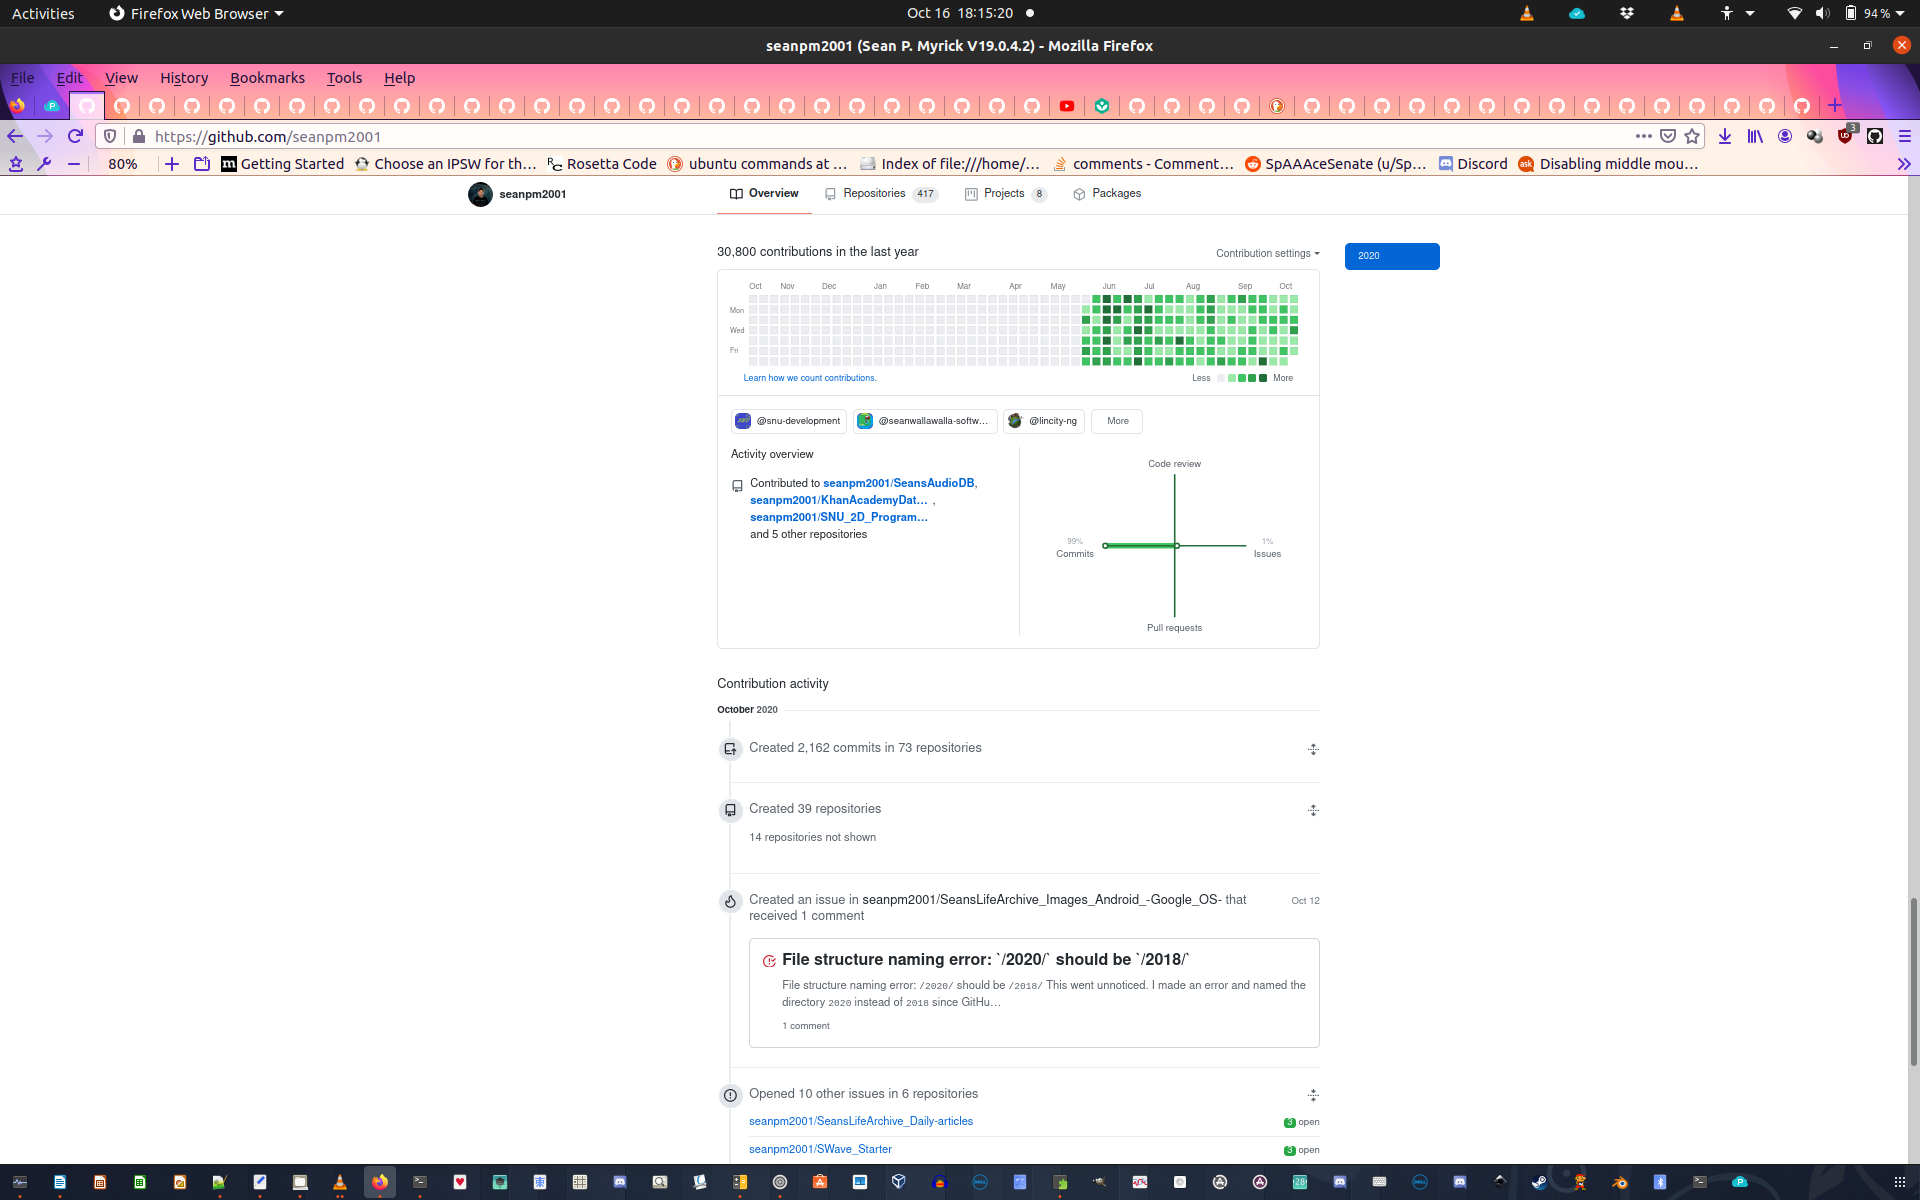 Activities
Firefox Web Browser
Oct 16 18:15:20
94 %
seanpm2001 (Sean P. Myrick V19.0.4.2) - Mozilla Firefox
File Edit View History Bookmarks Tools Help
https://github.com/seanpm2001
3
80%
Getting Started
Choose an IPSW for th…
Rosetta Code
ubuntu commands at …
Index of file:///home/…
comments - Comment…
SpAAAceSenate (u/Sp…
Discord
Disabling middle mou…
seanpm2001
Overview
Repositories 417
Projects 8
Packages
30,800 contributions in the last year
Contribution settings
2020
Oct Nov Dec Jan Feb Mar Apr May Jun Jul Aug Sep Oct
Mon
Wed
Fri
Learn how we count contributions.
Less More
@snu-development
@seanwallawalla-softw…
@lincity-ng
More
Activity overview
Contributed to seanpm2001/SeansAudioDB,
seanpm2001/KhanAcademyDat… ,
seanpm2001/SNU_2D_Program…
and 5 other repositories
Code review
99%
Commits
1%
Issues
Pull requests
Contribution activity
October 2020
Created 2,162 commits in 73 repositories
Created 39 repositories
14 repositories not shown
Created an issue in seanpm2001/SeansLifeArchive_Images_Android_-Google_OS- that
received 1 comment
Oct 12
File structure naming error: `/2020/` should be `/2018/`
File structure naming error: /2020/ should be /2018/ This went unnoticed. I made an error and named the
directory 2020 instead of 2018 since GitHu…
1 comment
Opened 10 other issues in 6 repositories
seanpm2001/SeansLifeArchive_Daily-articles
3 open
seanpm2001/SWave_Starter
3 open